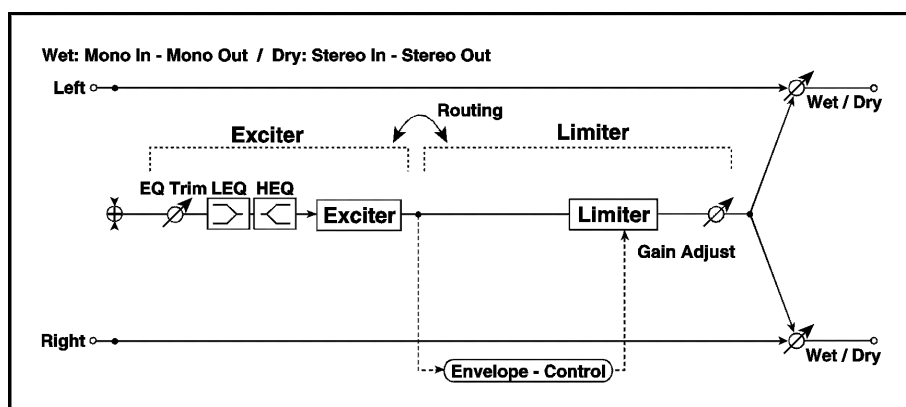 Wet: Mono In - Mono Out / Dry: Stereo In - Stereo Out
Left
Wet / Dry
Routing
Exciter
Limiter
EQ Trim LEQ HEQ
Exciter
Limiter
Gain Adjust
Right
Wet / Dry
Envelope - Control